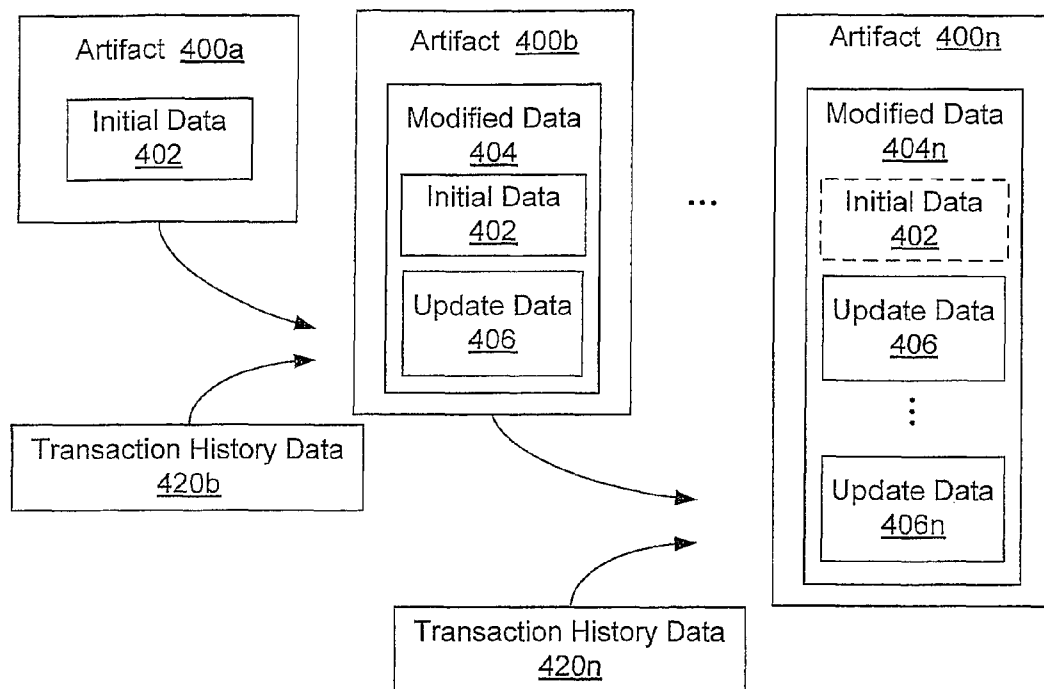 Artifact 400a
Initial Data
402
Transaction History Data
420b
Artifact 400b
Modified Data
404
Initial Data
402
Update Data
406
...
Transaction History Data
420n
Artifact 400n
Modified Data
404n
Initial Data
402
Update Data
406
Update Data
406n